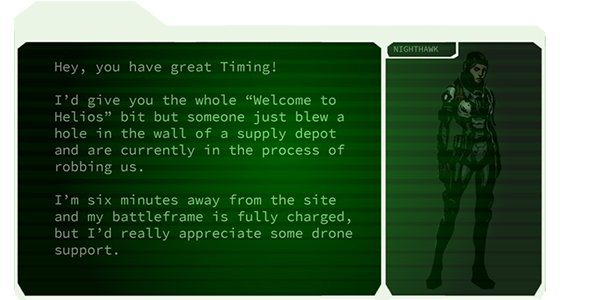 Hey, you have great Timing!
I’d give you the whole “Welcome to
Helios” bit but someone just blew a
hole in the wall of a supply depot
and are currently in the process of
robbing us.
I’m six minutes away from the site
and my battleframe is fully charged,
but I’d really appreciate some drone
support.
NIGHTHAWK